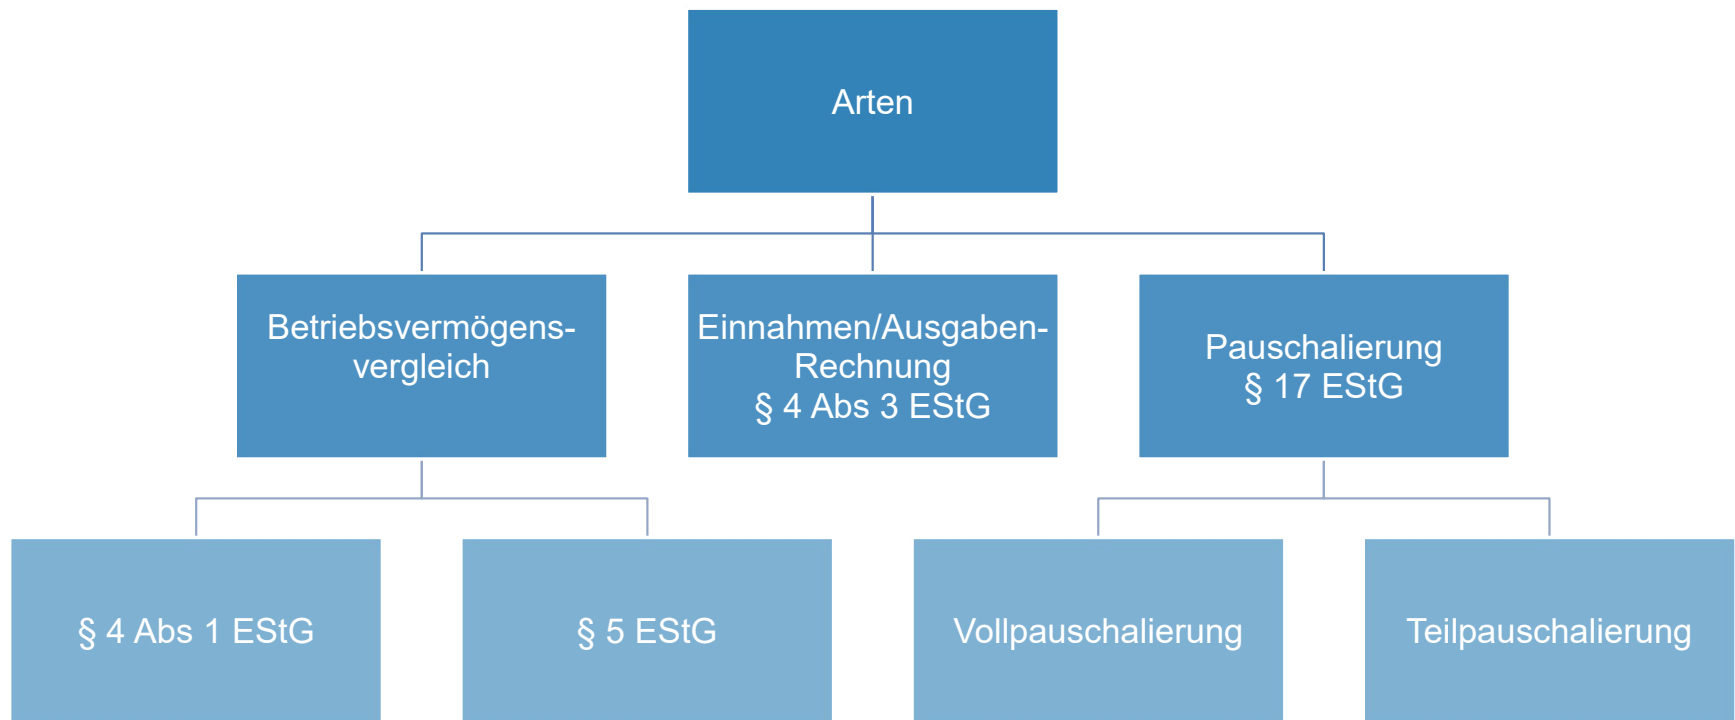 Arten
Betriebsvermögens-
vergleich
Einnahmen/Ausgaben-
Rechnung
§ 4 Abs 3 EStG
Pauschalierung
§ 17 EStG
§ 4 Abs 1 EStG
§ 5 EStG
Vollpauschalierung
Teilpauschalierung